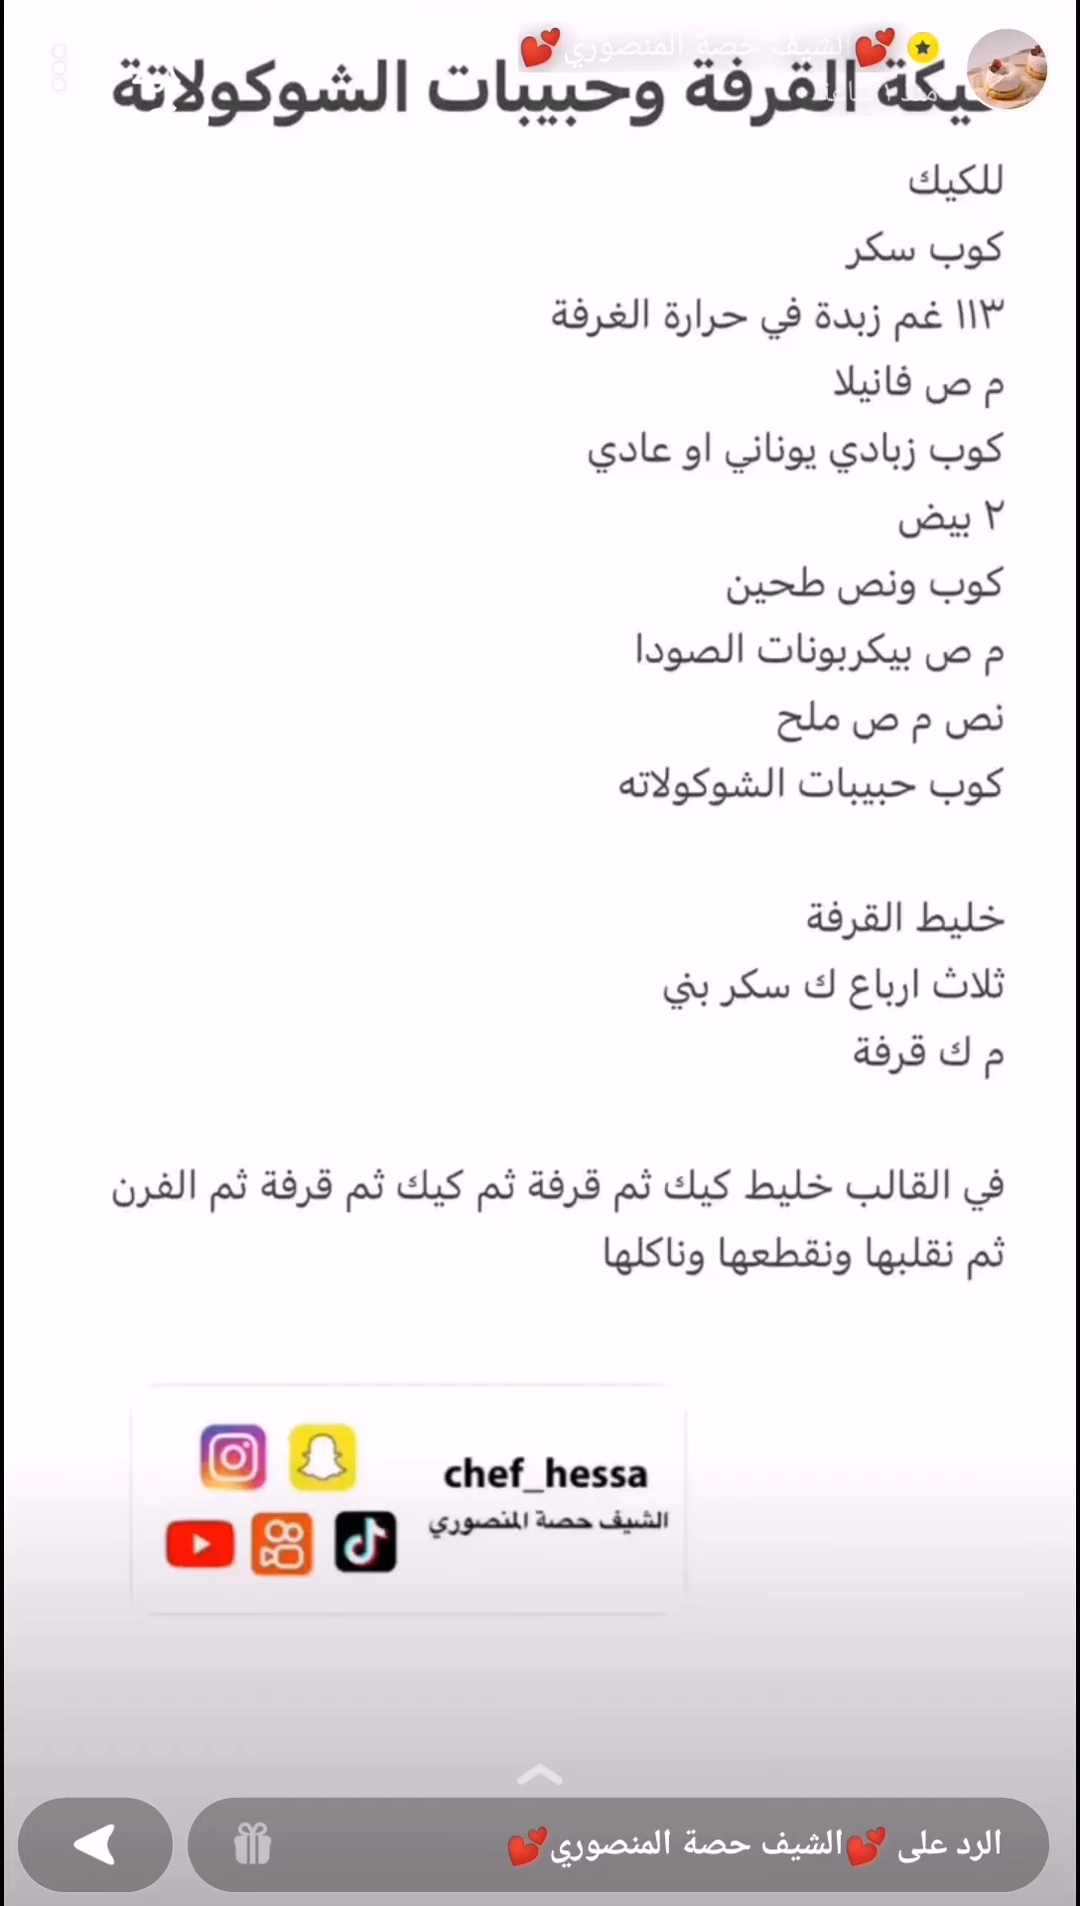 💕الشيف حصة المنصوري💕
كيكة القرفة وحبيبات الشوكولاتة
للكيك
كوب سكر
١١٣ غم زبدة في حرارة الغرفة
م ص فانيلا
كوب زبادي يوناني او عادي
٢ بيض
كوب ونص طحين
م ص بيكربونات الصودا
نص م ص ملح
كوب حبيبات الشوكولاته
خليط القرفة
ثلاث ارباع ك سكر بني
م ك قرفة
في القالب خليط كيك ثم قرفة ثم كيك ثم قرفة ثم الفرن
ثم نقلبها ونقطعها وناكلها
chef_hessa
الشيف حصة المنصوري
الرد على 💕الشيف حصة المنصوري💕